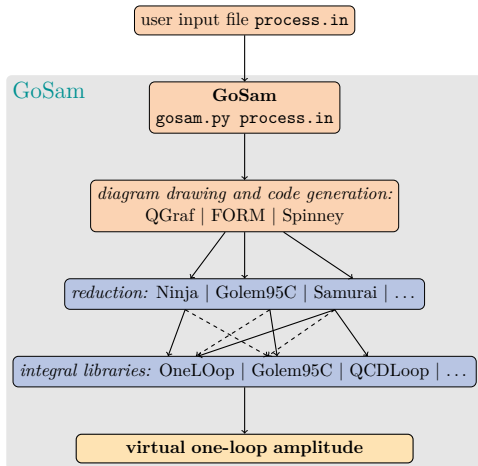 user input file process.in
GoSam
GoSam
gosam.py process.in
diagram drawing and code generation:
QGraf | FORM | Spinney
reduction: Ninja | Golem95C | Samurai | ...
integral libraries: OneLOop | Golem95C | QCDLoop | ...
virtual one-loop amplitude